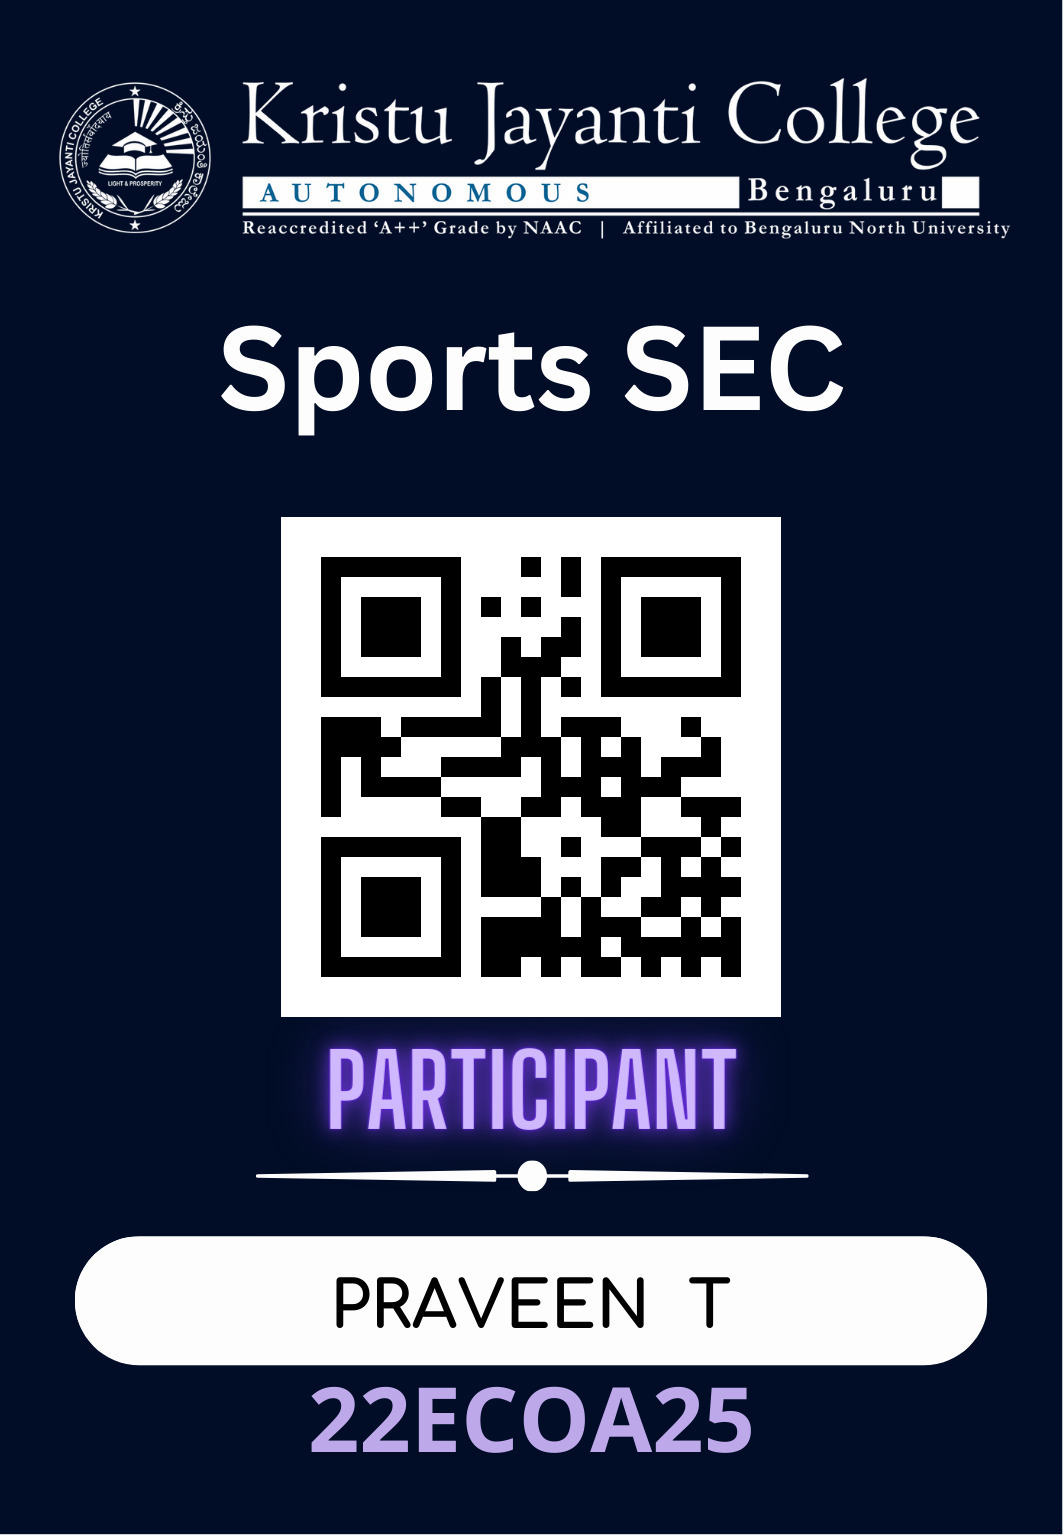 Kristu Jayanti College
AUTONOMOUS Bengaluru
Reaccredited ‘A++’ Grade by NAAC | Affiliated to Bengaluru North University
KRISTU JAYANTI COLLEGE
ಕ್ರಿಸ್ತು ಜಯಂತಿ ಕಾಲೇಜು
LIGHT & PROSPERITY
Sports SEC
PARTICIPANT
PRAVEEN T
22ECOA25